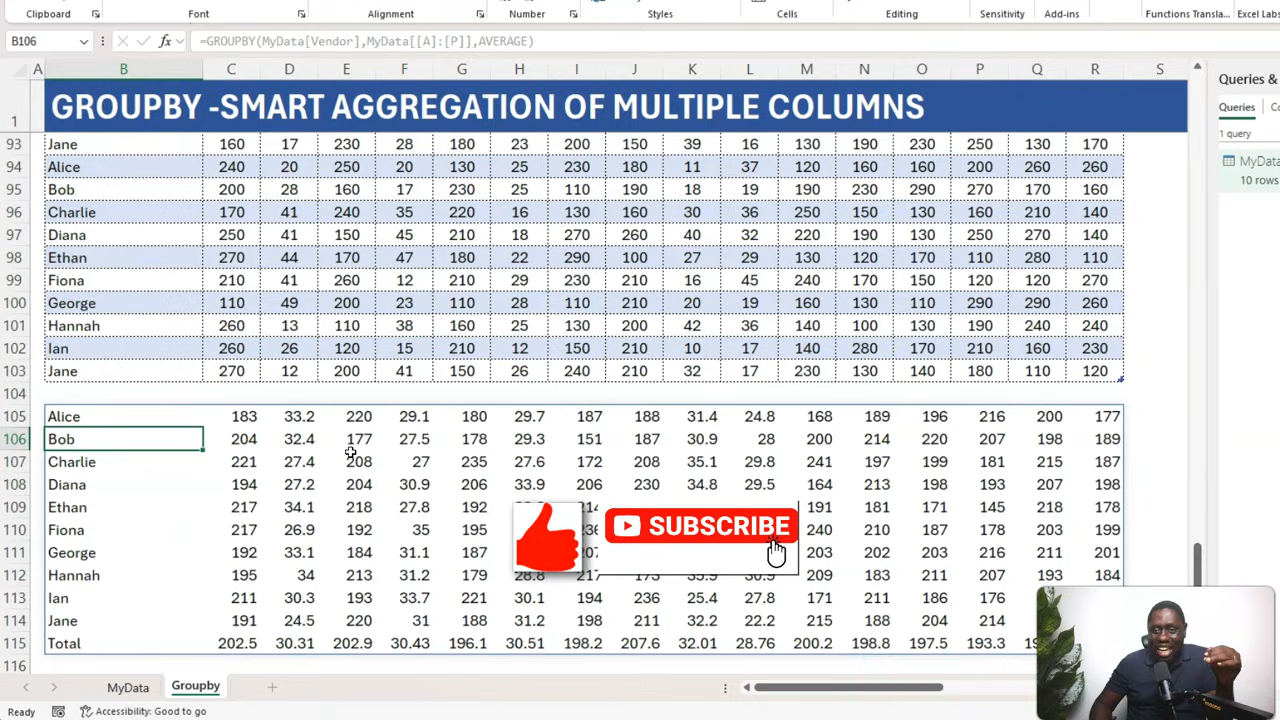 Clipboard Font Alignment Number Styles Cells Editing Sensitivity Add-ins Functions Transla... Excel Labs
B106 fx =GROUPBY(MyData[Vendor],MyData[[A]:[P]],AVERAGE)
A B C D E F G H I J K L M N O P Q R S
Queries &
Queries
1 query
MyData
10 rows
1 GROUPBY -SMART AGGREGATION OF MULTIPLE COLUMNS
93 Jane 160 17 230 28 180 23 200 150 39 16 130 190 230 250 130 170
94 Alice 240 20 250 20 130 25 230 180 11 37 120 160 160 200 260 260
95 Bob 200 28 160 17 230 25 110 190 18 19 190 230 290 170 170 160
96 Charlie 170 41 240 35 220 16 130 160 30 36 250 150 130 160 210 140
97 Diana 250 41 150 45 210 18 270 260 40 32 220 190 130 250 270 140
98 Ethan 270 44 170 47 180 22 290 100 27 29 130 120 170 110 280 110
99 Fiona 210 41 260 12 210 29 230 210 16 45 240 170 150 120 120 270
100 George 110 49 200 23 110 28 110 210 20 19 160 130 110 290 290 260
101 Hannah 260 13 110 38 160 25 130 200 42 36 140 100 130 190 240 240
102 Ian 260 26 120 15 210 12 150 210 10 17 140 280 170 210 160 230
103 Jane 270 12 200 41 150 26 240 210 32 17 230 130 140 180 110 120
104
105 Alice 183 33.2 220 29.1 180 29.7 187 188 31.4 24.8 168 189 196 216 200 177
106 Bob 204 32.4 177 27.5 178 29.3 151 187 30.9 28 200 214 220 207 198 189
107 Charlie 221 27.4 208 27 235 27.6 172 208 35.1 29.8 241 197 199 181 215 187
108 Diana 194 27.2 204 30.9 206 33.9 206 230 34.8 29.5 164 213 198 193 207 198
109 Ethan 217 34.1 218 27.8 192 191 181 171 145 218 178
110 Fiona 217 26.9 192 35 195 240 210 187 178 203 199
SUBSCRIBE
111 George 192 33.1 184 31.1 187 203 202 203 216 211 201
112 Hannah 195 34 213 31.2 179 209 183 211 207 193 184
113 Ian 211 30.3 193 33.7 221 30.1 194 236 25.4 27.8 171 211 186 176
114 Jane 191 24.5 220 31 188 31.2 198 211 32.2 22.2 155 188 204 214
115 Total 202.5 30.31 202.9 30.43 196.1 30.51 198.2 207.6 32.01 28.76 200.2 198.8 197.5 193.3
116
MyData Groupby
Ready Accessibility: Good to go